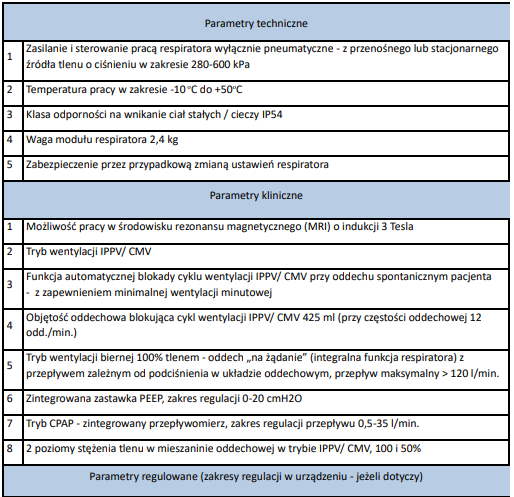 Parametry techniczne
1 Zasilanie i sterowanie pracą respiratora wyłącznie pneumatyczne - z przenośnego lub stacjonarnego
źródła tlenu o ciśnieniu w zakresie 280-600 kPa
2 Temperatura pracy w zakresie -10 °C do +50°C
3 Klasa odporności na wnikanie ciał stałych / cieczy IP54
4 Waga modułu respiratora 2,4 kg
5 Zabezpieczenie przez przypadkową zmianą ustawień respiratora
Parametry kliniczne
1 Możliwość pracy w środowisku rezonansu magnetycznego (MRI) o indukcji 3 Tesla
2 Tryb wentylacji IPPV/ CMV
3 Funkcja automatycznej blokady cyklu wentylacji IPPV/ CMV przy oddechu spontanicznym pacjenta
- z zapewnieniem minimalnej wentylacji minutowej
4 Objętość oddechowa blokująca cykl wentylacji IPPV/ CMV 425 ml (przy częstości oddechowej 12
odd./min.)
5 Tryb wentylacji biernej 100% tlenem - oddech „na żądanie” (integralna funkcja respiratora) z
przepływem zależnym od podciśnienia w układzie oddechowym, przepływ maksymalny > 120 l/min.
6 Zintegrowana zastawka PEEP, zakres regulacji 0-20 cmH2O
7 Tryb CPAP - zintegrowany przepływomierz, zakres regulacji przepływu 0,5-35 l/min.
8 2 poziomy stężenia tlenu w mieszaninie oddechowej w trybie IPPV/ CMV, 100 i 50%
Parametry regulowane (zakresy regulacji w urządzeniu - jeżeli dotyczy)